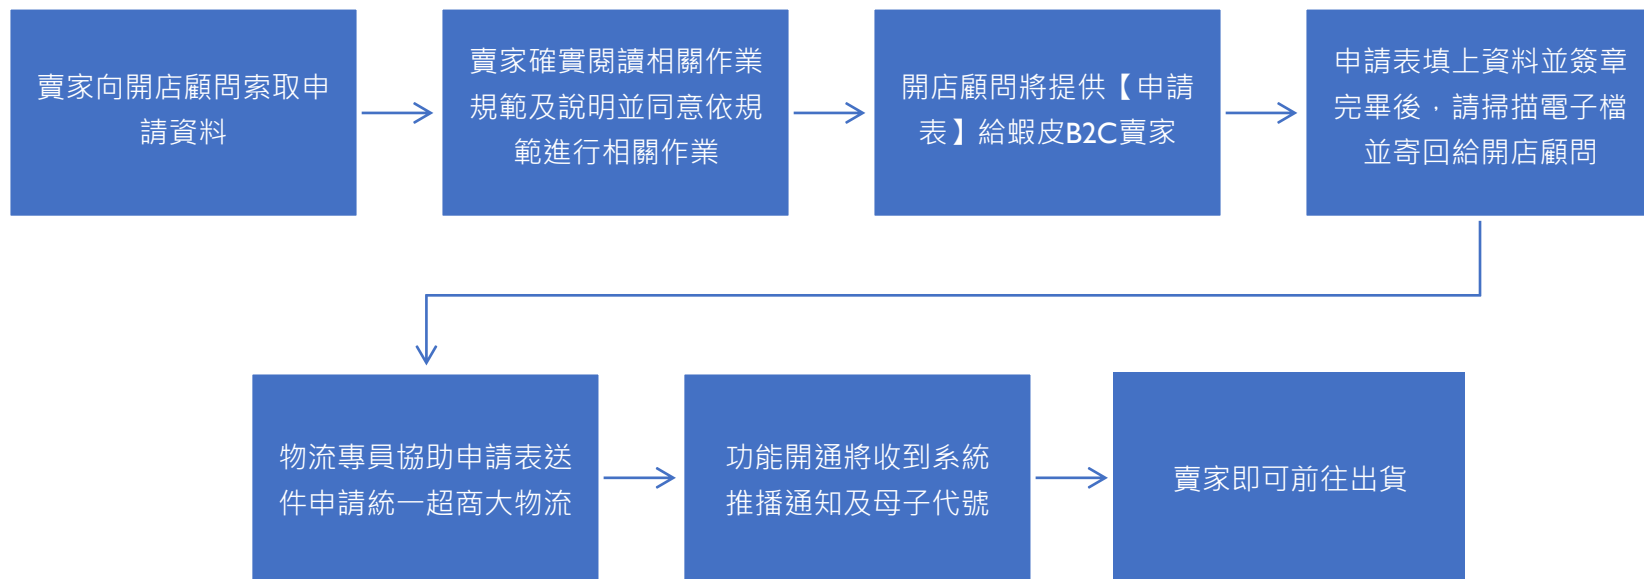 賣家向開店顧問索取申
請資料
賣家確實閱讀相關作業
規範及說明並同意依規
範進行相關作業
開店顧問將提供【申請
表】給蝦皮B2C賣家
申請表填上資料並簽章
完畢後，請掃描電子檔
並寄回給開店顧問
物流專員協助申請表送
件申請統一超商大物流
功能開通將收到系統
推播通知及母子代號
賣家即可前往出貨